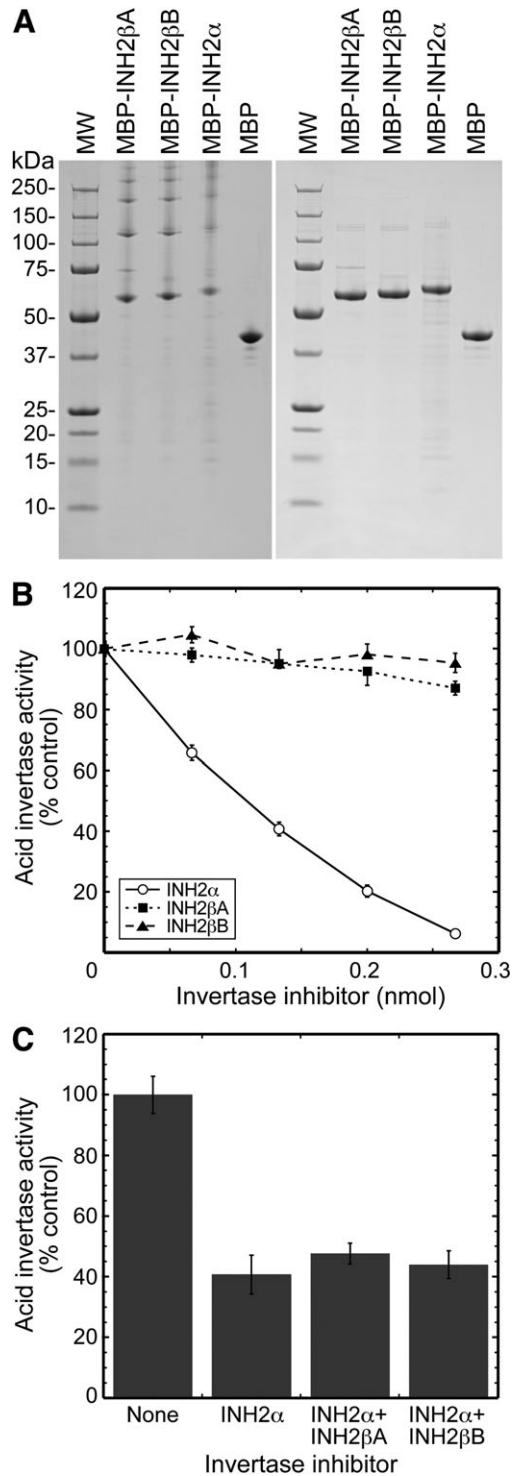 A
MW
MBP-INH2βA
MBP-INH2βB
MBP-INH2α
MBP
MW
MBP-INH2βA
MBP-INH2βB
MBP-INH2α
MBP
kDa
250-
150-
100-
75-
50-
37-
25-
20-
15-
10-
B
120
100
80
60
40
20
0
0.1
0.2
0.3
Acid invertase activity
(% control)
INH2α
INH2βA
INH2βB
Invertase inhibitor (nmol)
C
120
100
80
60
40
20
0
Acid invertase activity
(% control)
None
INH2α
INH2α+
INH2βA
INH2α+
INH2βB
Invertase inhibitor